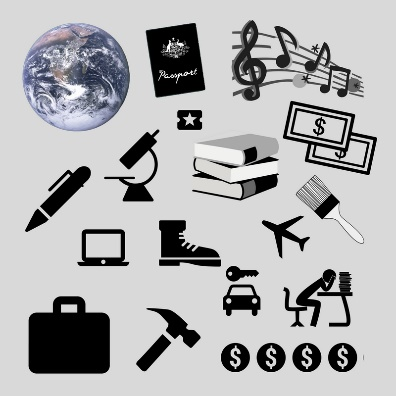 Passport
$
$
$ $ $ $